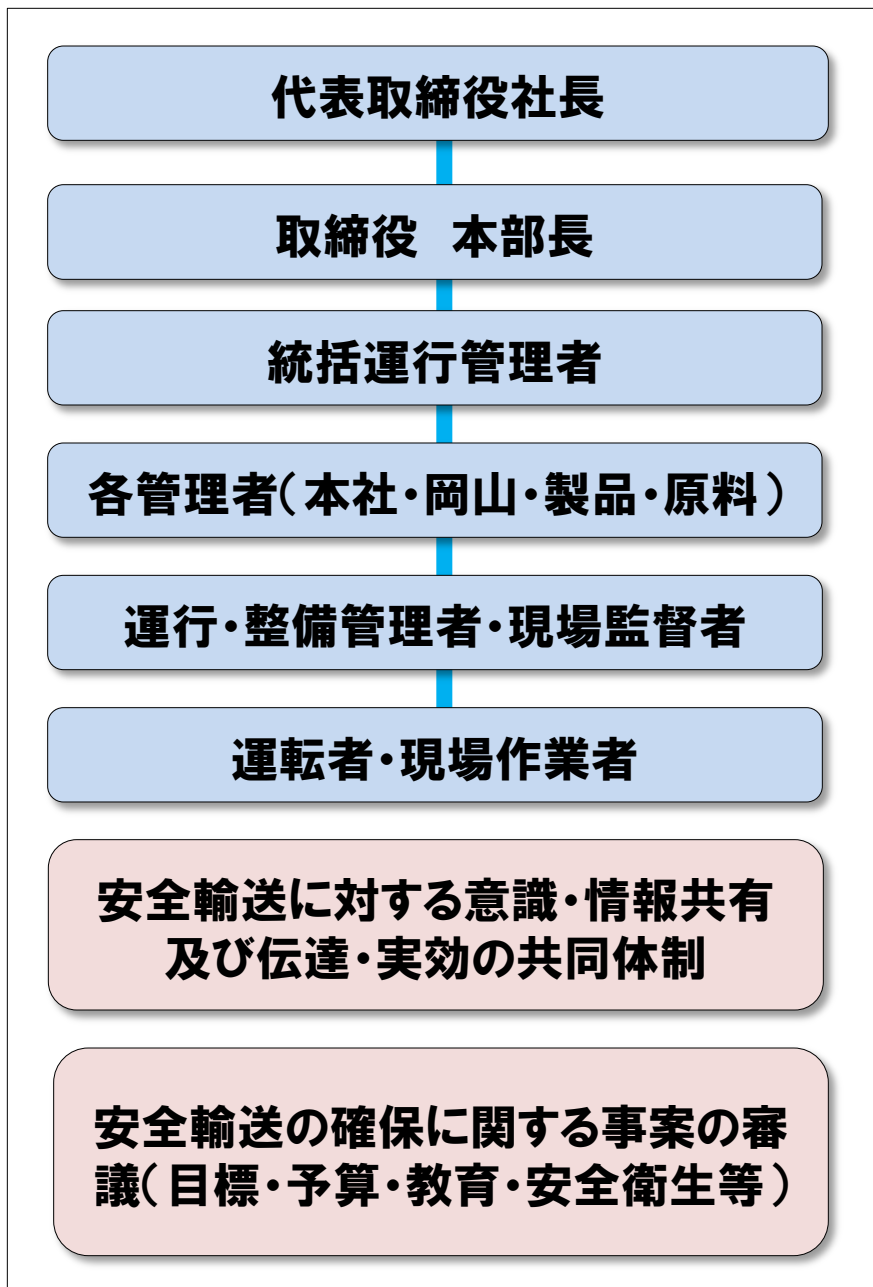 代表取締役社長
取締役　本部長
統括運行管理者
各管理者（本社・岡山・製品・原料）
運行・整備管理者・現場監督者
運転者・現場作業者
安全輸送に対する意識・情報共有
及び伝達・実効の共同体制
安全輸送の確保に関する事案の審
議（目標・予算・教育・安全衛生等）